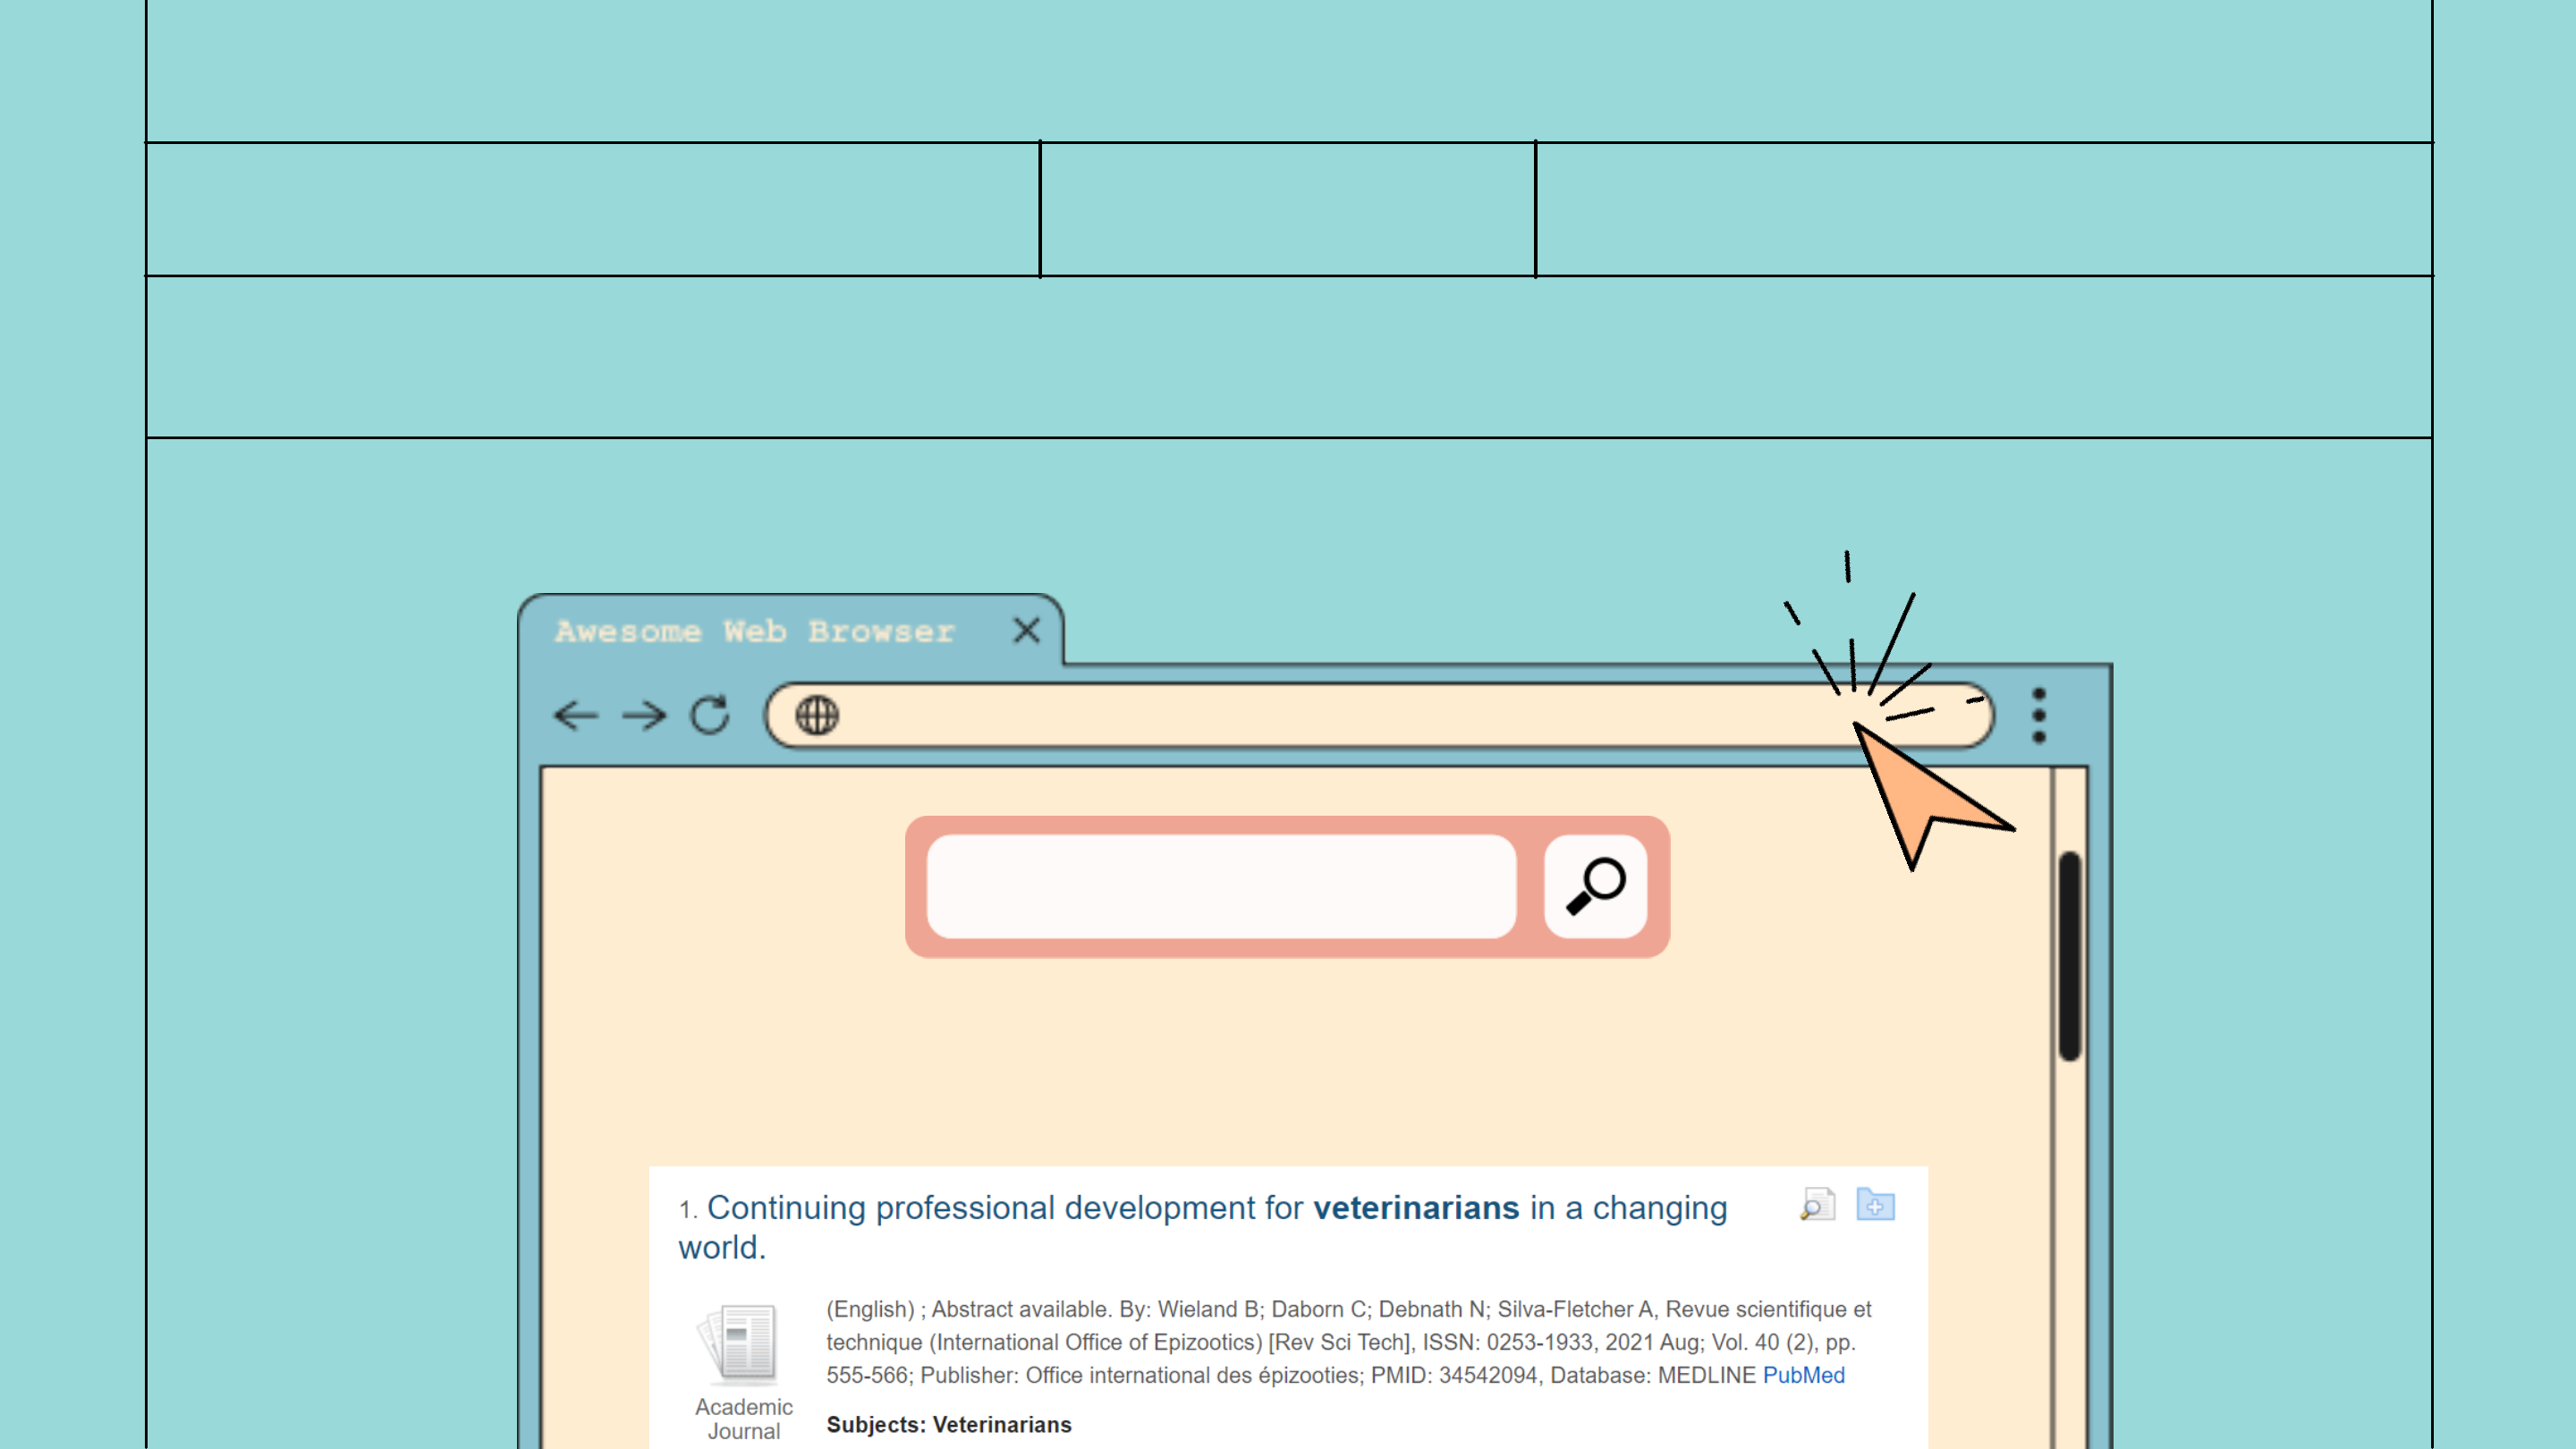 Awesome Web Browser
1. Continuing professional development for veterinarians in a changing
world.
(English) ; Abstract available. By: Wieland B; Daborn C; Debnath N; Silva-Fletcher A, Revue scientifique et
technique (International Office of Epizootics) [Rev Sci Tech], ISSN: 0253-1933, 2021 Aug; Vol. 40 (2), pp.
555-566; Publisher: Office international des épizooties; PMID: 34542094, Database: MEDLINE PubMed
Academic
Journal
Subjects: Veterinarians